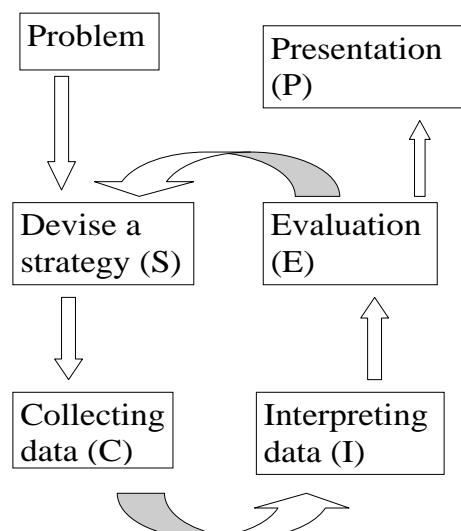 Problem
Presentation
(P)
Devise a
strategy (S)
Evaluation
(E)
Collecting
data (C)
Interpreting
data (I)